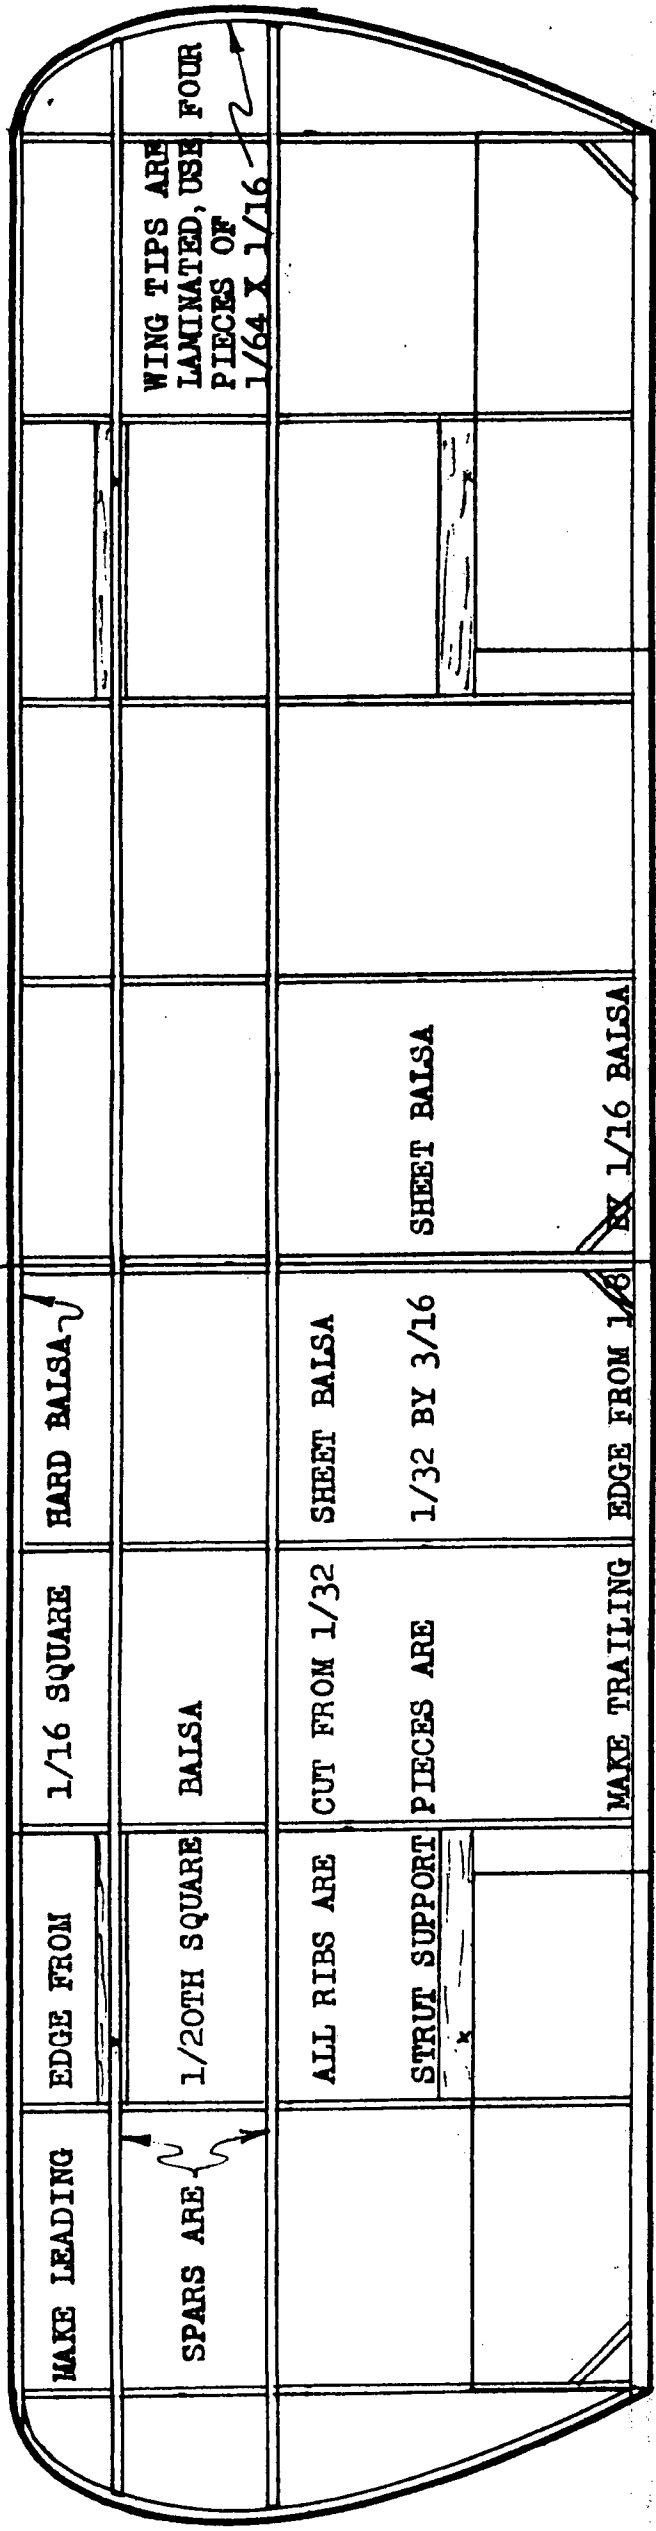 MAKE LEADING EDGE FROM 1/16 SQUARE HARD BALSA
WING TIPS ARE
LAMINATED, USE FOUR
PIECES OF
1/64 X 1/16
SPARS ARE 1/20TH SQUARE BALSA
ALL RIBS ARE CUT FROM 1/32 SHEET BALSA
STRUT SUPPORT PIECES ARE 1/32 BY 3/16 SHEET BALSA
MAKE TRAILING EDGE FROM 1/8 BY 1/16 BALSA